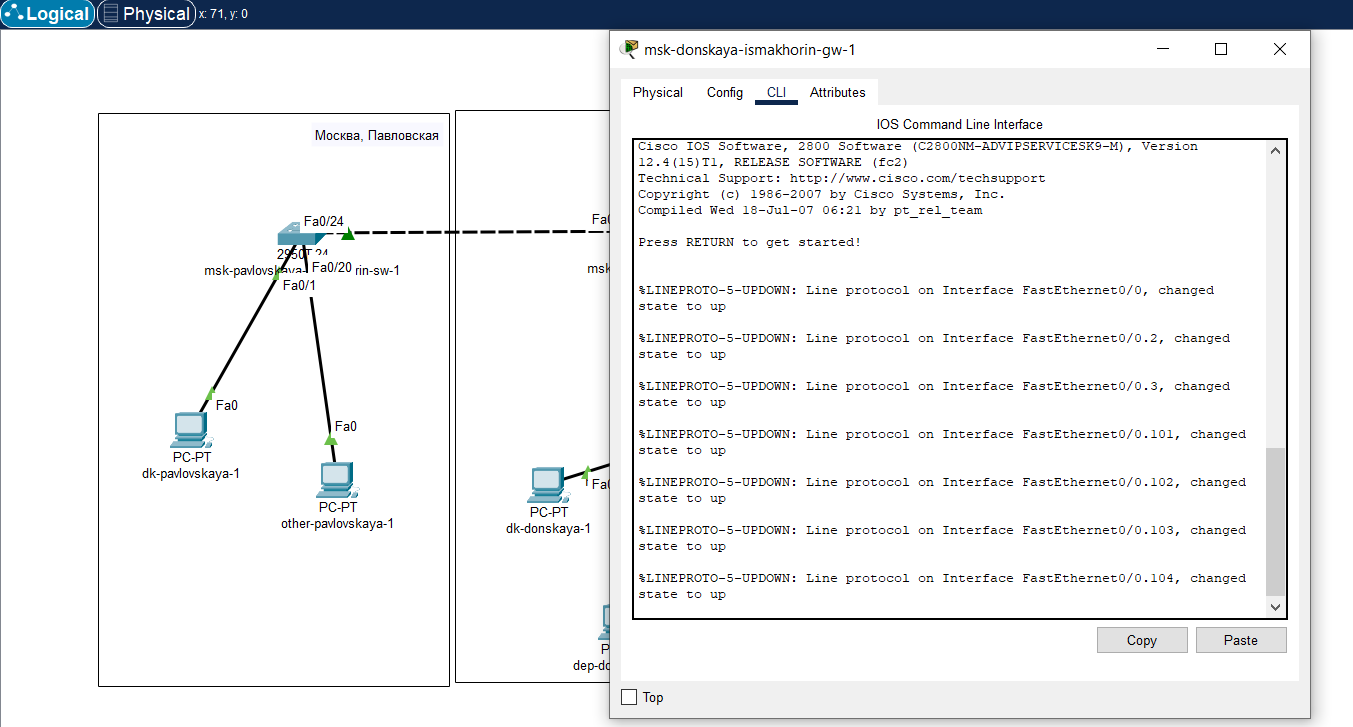 Logical
Physical
x: 71, y: 0
Москва, Павловская
Fa0/24
2950T 24
Fa0/20
rin-sw-1
Fa0/1
Fa0
PC-PT
dk-pavlovskaya-1
Fa0
PC-PT
other-pavlovskaya-1
msk
PC-PT
dk-donskaya-1
msk-donskaya-ismakhorin-gw-1
Physical
Config
CLI
Attributes
IOS Command Line Interface
Cisco IOS Software, 2800 Software (C2800NM-ADVIPSERVICESK9-M), Version
12.4(15)T1, RELEASE SOFTWARE (fc2)
Technical Support: http://www.cisco.com/techsupport
Copyright (c) 1986-2007 by Cisco Systems, Inc.
Compiled Wed 18-Jul-07 06:21 by pt_rel_team
Press RETURN to get started!
%LINEPROTO-5-UPDOWN: Line protocol on Interface FastEthernet0/0, changed
state to up
%LINEPROTO-5-UPDOWN: Line protocol on Interface FastEthernet0/0.2, changed
state to up
%LINEPROTO-5-UPDOWN: Line protocol on Interface FastEthernet0/0.3, changed
state to up
%LINEPROTO-5-UPDOWN: Line protocol on Interface FastEthernet0/0.101, changed
state to up
%LINEPROTO-5-UPDOWN: Line protocol on Interface FastEthernet0/0.102, changed
state to up
%LINEPROTO-5-UPDOWN: Line protocol on Interface FastEthernet0/0.103, changed
state to up
%LINEPROTO-5-UPDOWN: Line protocol on Interface FastEthernet0/0.104, changed
state to up
Copy
Paste
Top